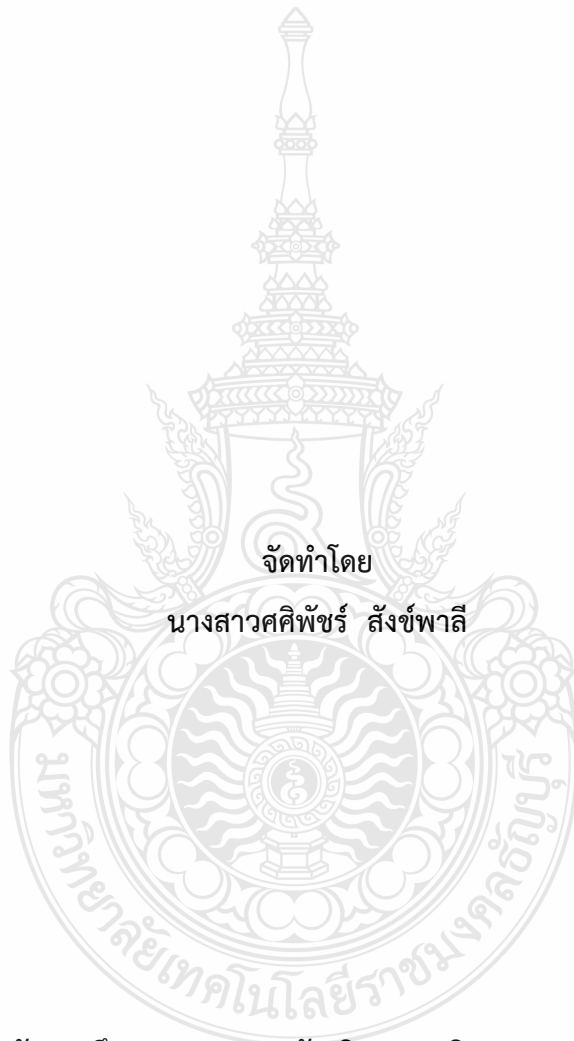 จัดทำโดย
นางสาวศศิพัชร์ สังข์พาลี
มหาวิทยาลัยเทคโนโลยีราชมงคลธัญบุรี